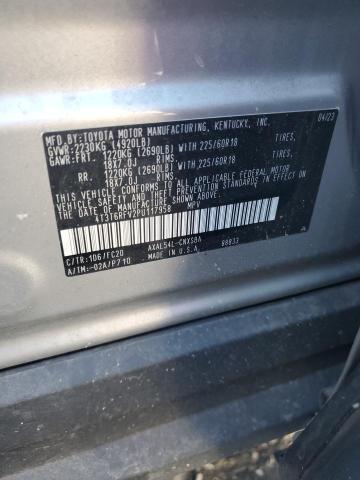 MFD. BY: TOYOTA MOTOR MANUFACTURING, KENTUCKY, INC. 04/23
GVWR: 2230KG (4920LB)
GAWR: FRT. 1220KG (2690LB) WITH 225/60R18 TIRES,
18X7.0J RIMS,
RR. 1220KG (2690LB) WITH 225/60R18 TIRES,
18X7.0J RIMS,
THIS VEHICLE CONFORMS TO ALL APPLICABLE FEDERAL MOTOR
VEHICLE SAFETY AND BUMPER STANDARDS IN EFFECT ON THE DATE
OF MANUFACTURE SHOWN ABOVE.
4T3T6RFV2PU117958 MPV
C/TR: 1D6/FC20 AXAL54L-CNXSBA 88833
A/TM: -02A/P710 MADE IN U.S.A.